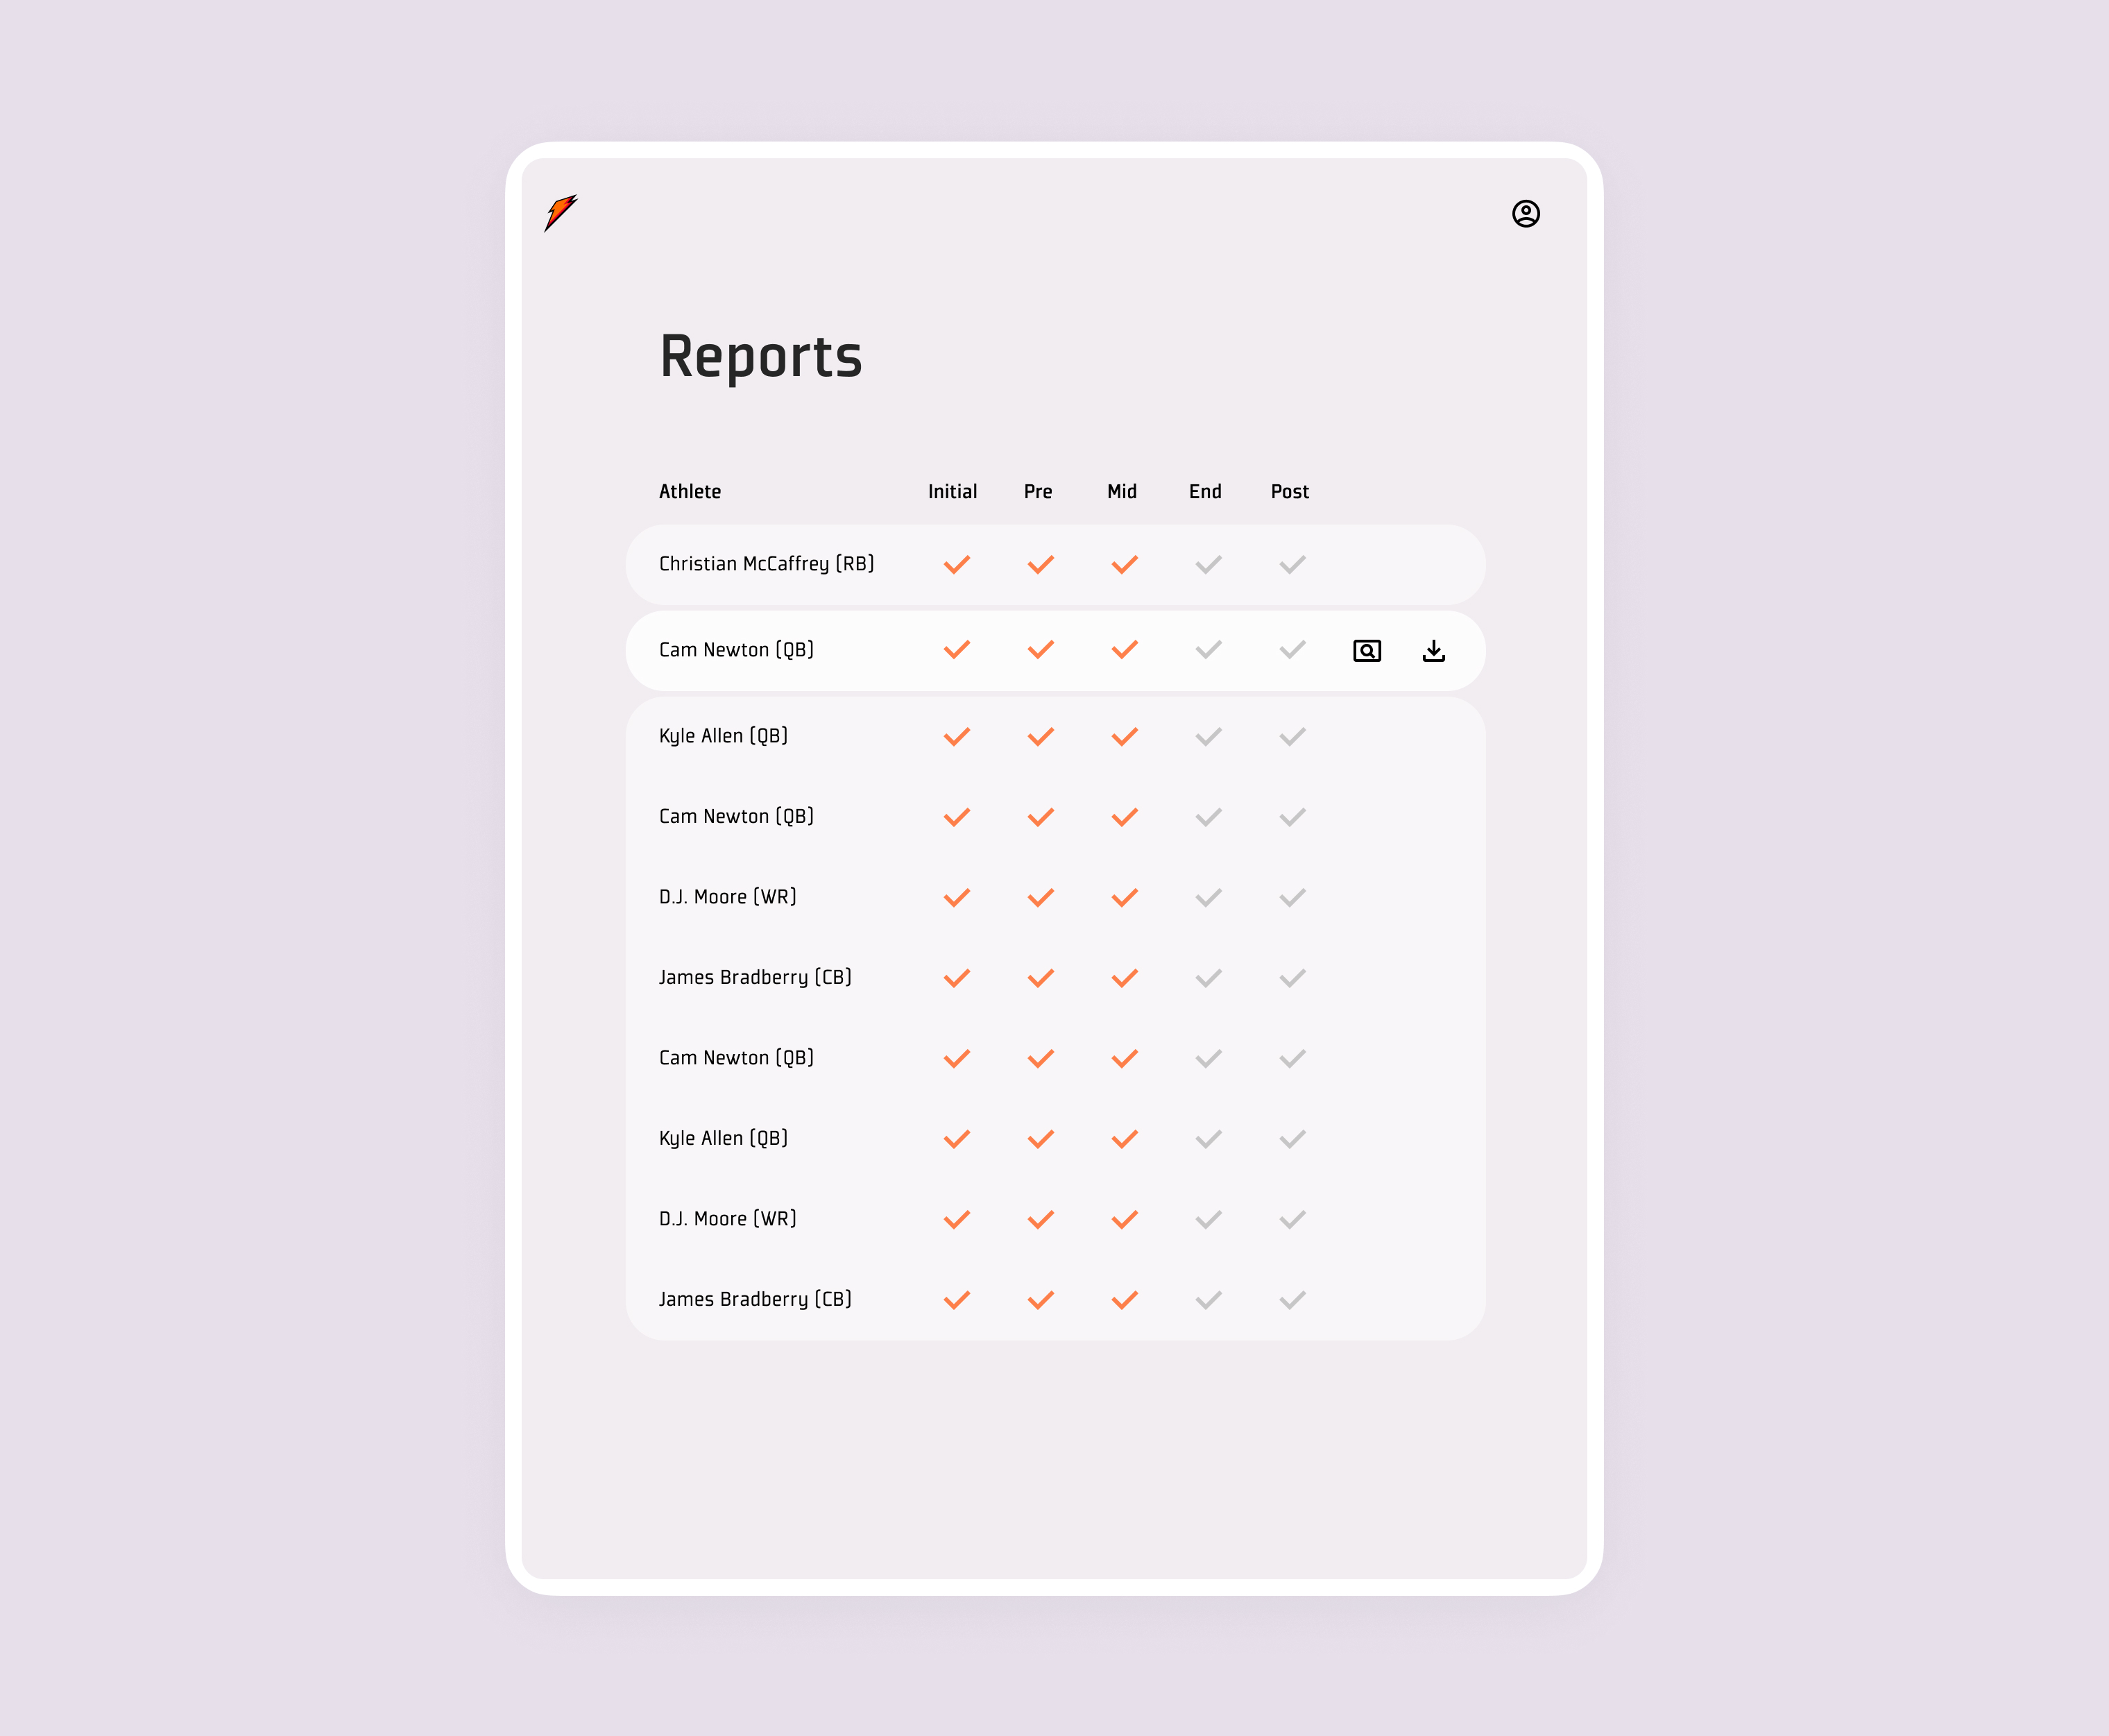 Reports
Athlete Initial Pre Mid End Post
Christian McCaffrey (RB)
Cam Newton (QB)
Kyle Allen (QB)
Cam Newton (QB)
D.J. Moore (WR)
James Bradberry (CB)
Cam Newton (QB)
Kyle Allen (QB)
D.J. Moore (WR)
James Bradberry (CB)